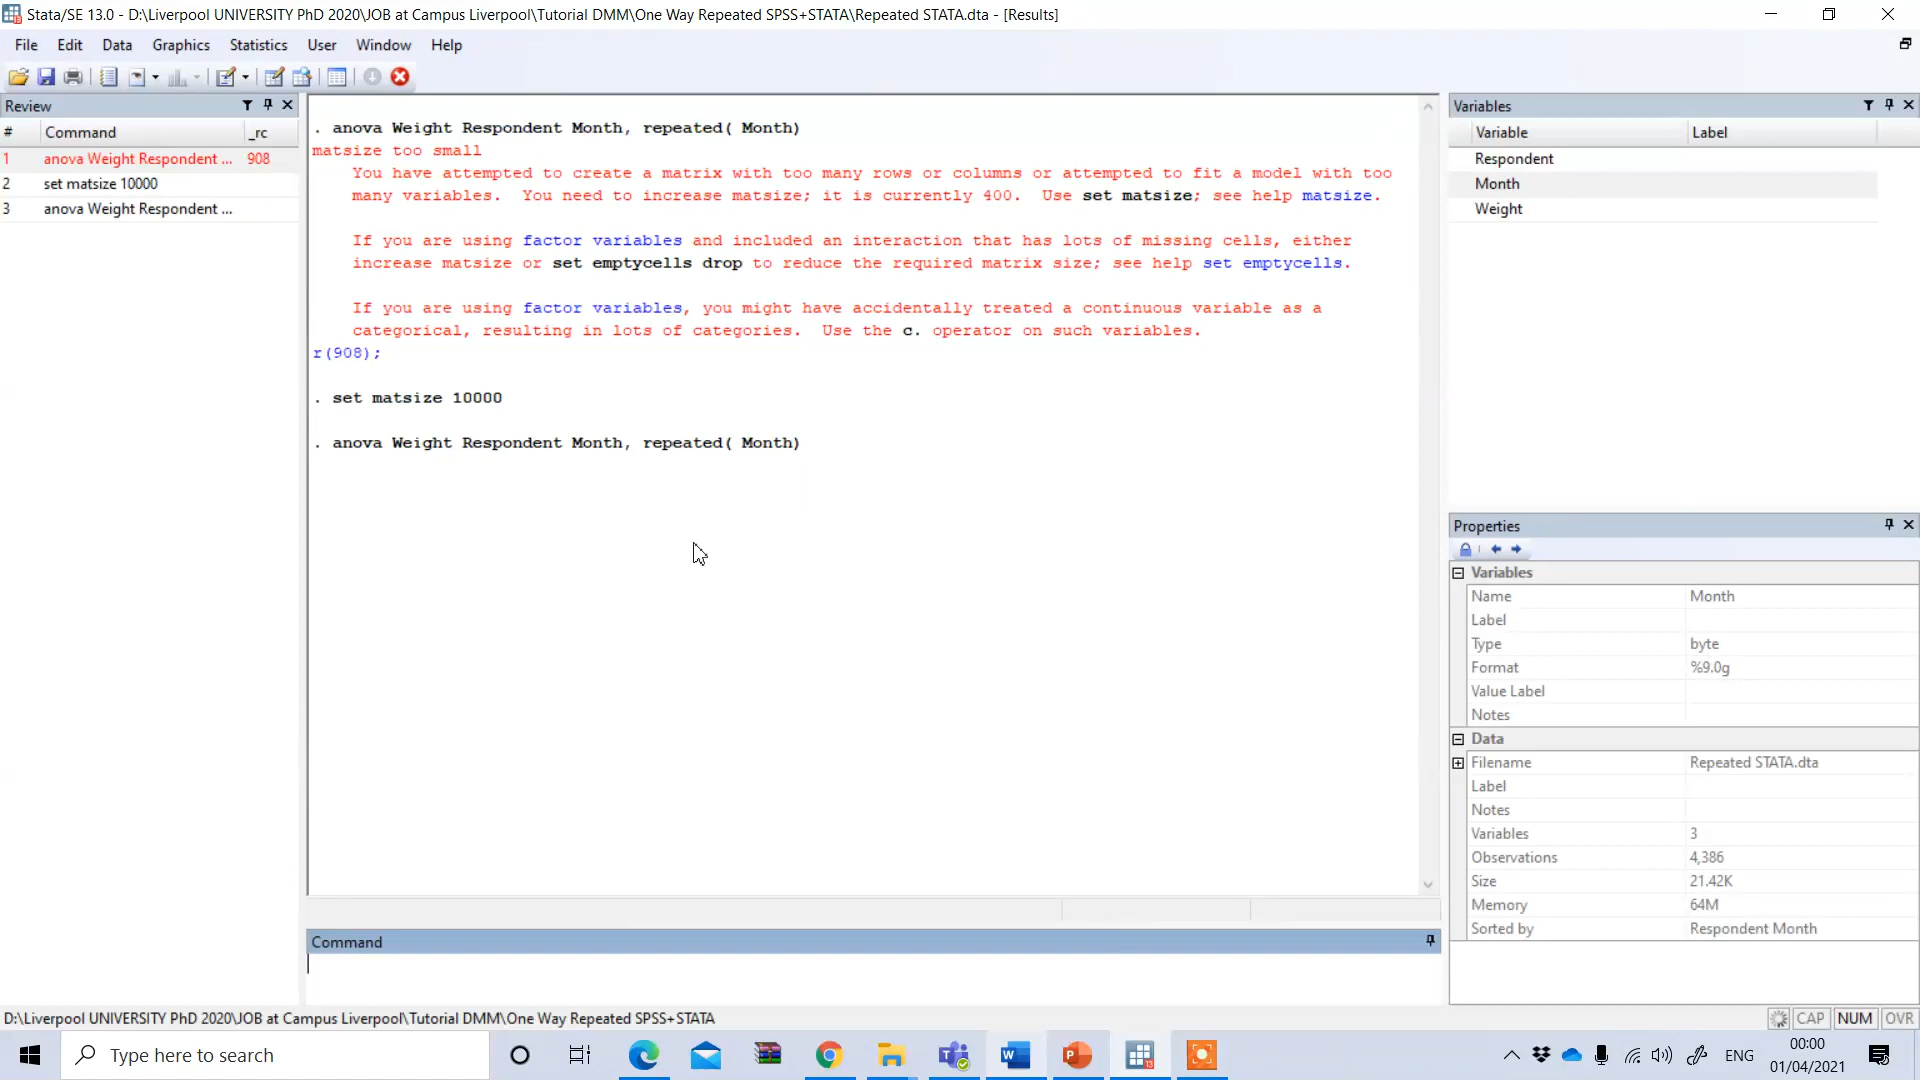 Stata/SE 13.0 - D:\Liverpool UNIVERSITY PhD 2020\JOB at Campus Liverpool\Tutorial DMM\One Way Repeated SPSS+STATA\Repeated STATA.dta - [Results]
File Edit Data Graphics Statistics User Window Help
Review
# Command _rc
1 anova Weight Respondent ... 908
2 set matsize 10000
3 anova Weight Respondent ...
. anova Weight Respondent Month, repeated( Month)
matsize too small
You have attempted to create a matrix with too many rows or columns or attempted to fit a model with too
many variables.  You need to increase matsize; it is currently 400.  Use set matsize; see help matsize.
If you are using factor variables and included an interaction that has lots of missing cells, either
increase matsize or set emptycells drop to reduce the required matrix size; see help set emptycells.
If you are using factor variables, you might have accidentally treated a continuous variable as a
categorical, resulting in lots of categories.  Use the c. operator on such variables.
r(908);
. set matsize 10000
. anova Weight Respondent Month, repeated( Month)
Command
Variables
Variable Label
Respondent
Month
Weight
Properties
Variables
Name Month
Label
Type byte
Format %9.0g
Value Label
Notes
Data
Filename Repeated STATA.dta
Label
Notes
Variables 3
Observations 4,386
Size 21.42K
Memory 64M
Sorted by Respondent Month
D:\Liverpool UNIVERSITY PhD 2020\JOB at Campus Liverpool\Tutorial DMM\One Way Repeated SPSS+STATA
CAP NUM OVR
Type here to search
ENG
00:00
01/04/2021